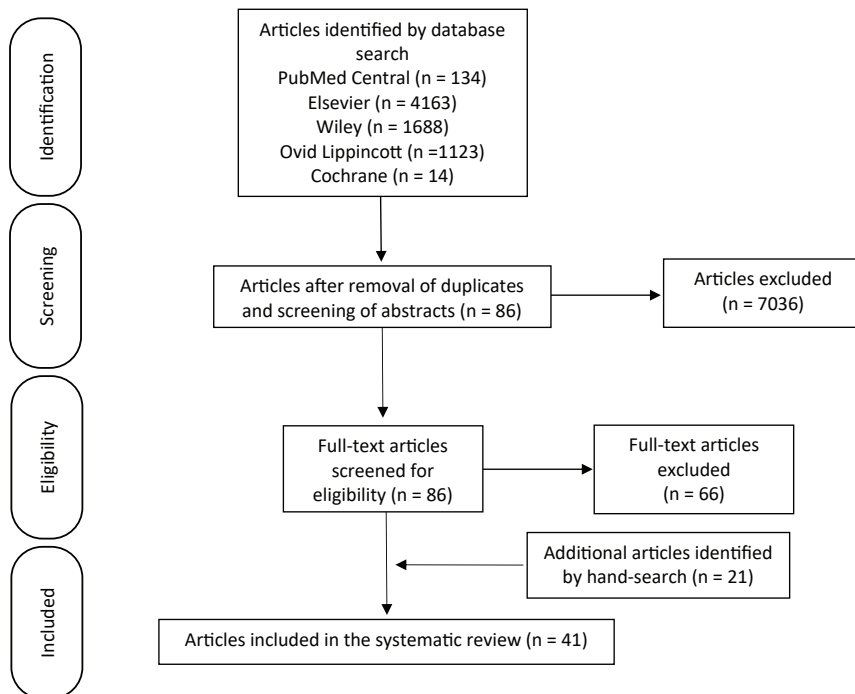 Identification
Articles identified by database
search
PubMed Central (n = 134)
Elsevier (n = 4163)
Wiley (n = 1688)
Ovid Lippincott (n =1123)
Cochrane (n = 14)
Screening
Articles after removal of duplicates
and screening of abstracts (n = 86)
Articles excluded
(n = 7036)
Eligibility
Full-text articles
screened for
eligibility (n = 86)
Full-text articles
excluded
(n = 66)
Additional articles identified
by hand-search (n = 21)
Included
Articles included in the systematic review (n = 41)